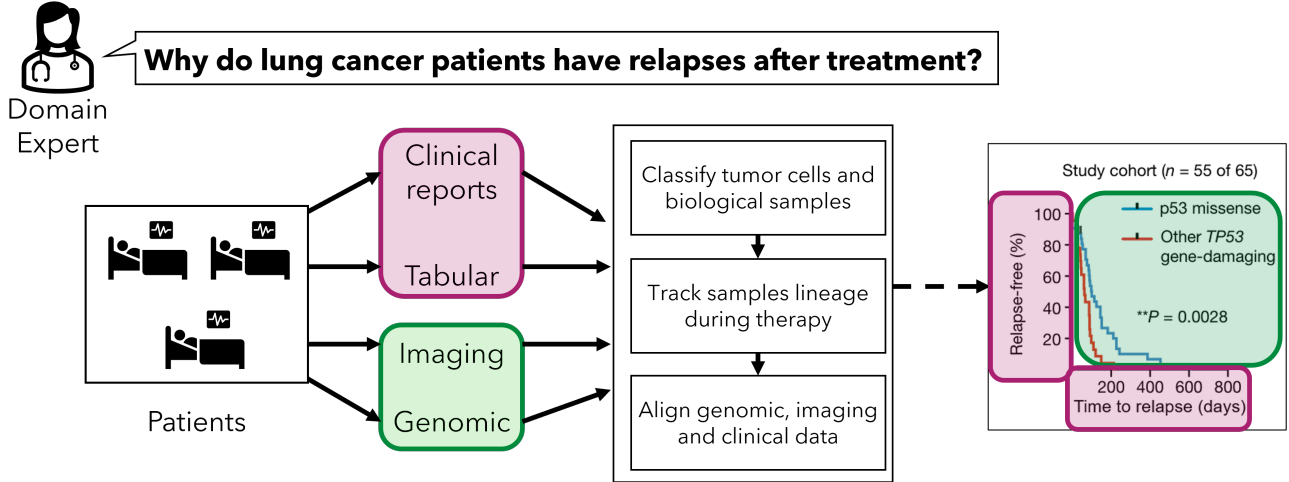 Why do lung cancer patients have relapses after treatment?
Domain
Expert
Patients
Clinical
reports
Tabular
Imaging
Genomic
Classify tumor cells and
biological samples
Track samples lineage
during therapy
Align genomic, imaging
and clinical data
Study cohort (n = 55 of 65)
p53 missense
Other TP53
gene-damaging
**P = 0.0028
Relapse-free (%)
100
80
60
40
20
200 400 600 800
Time to relapse (days)